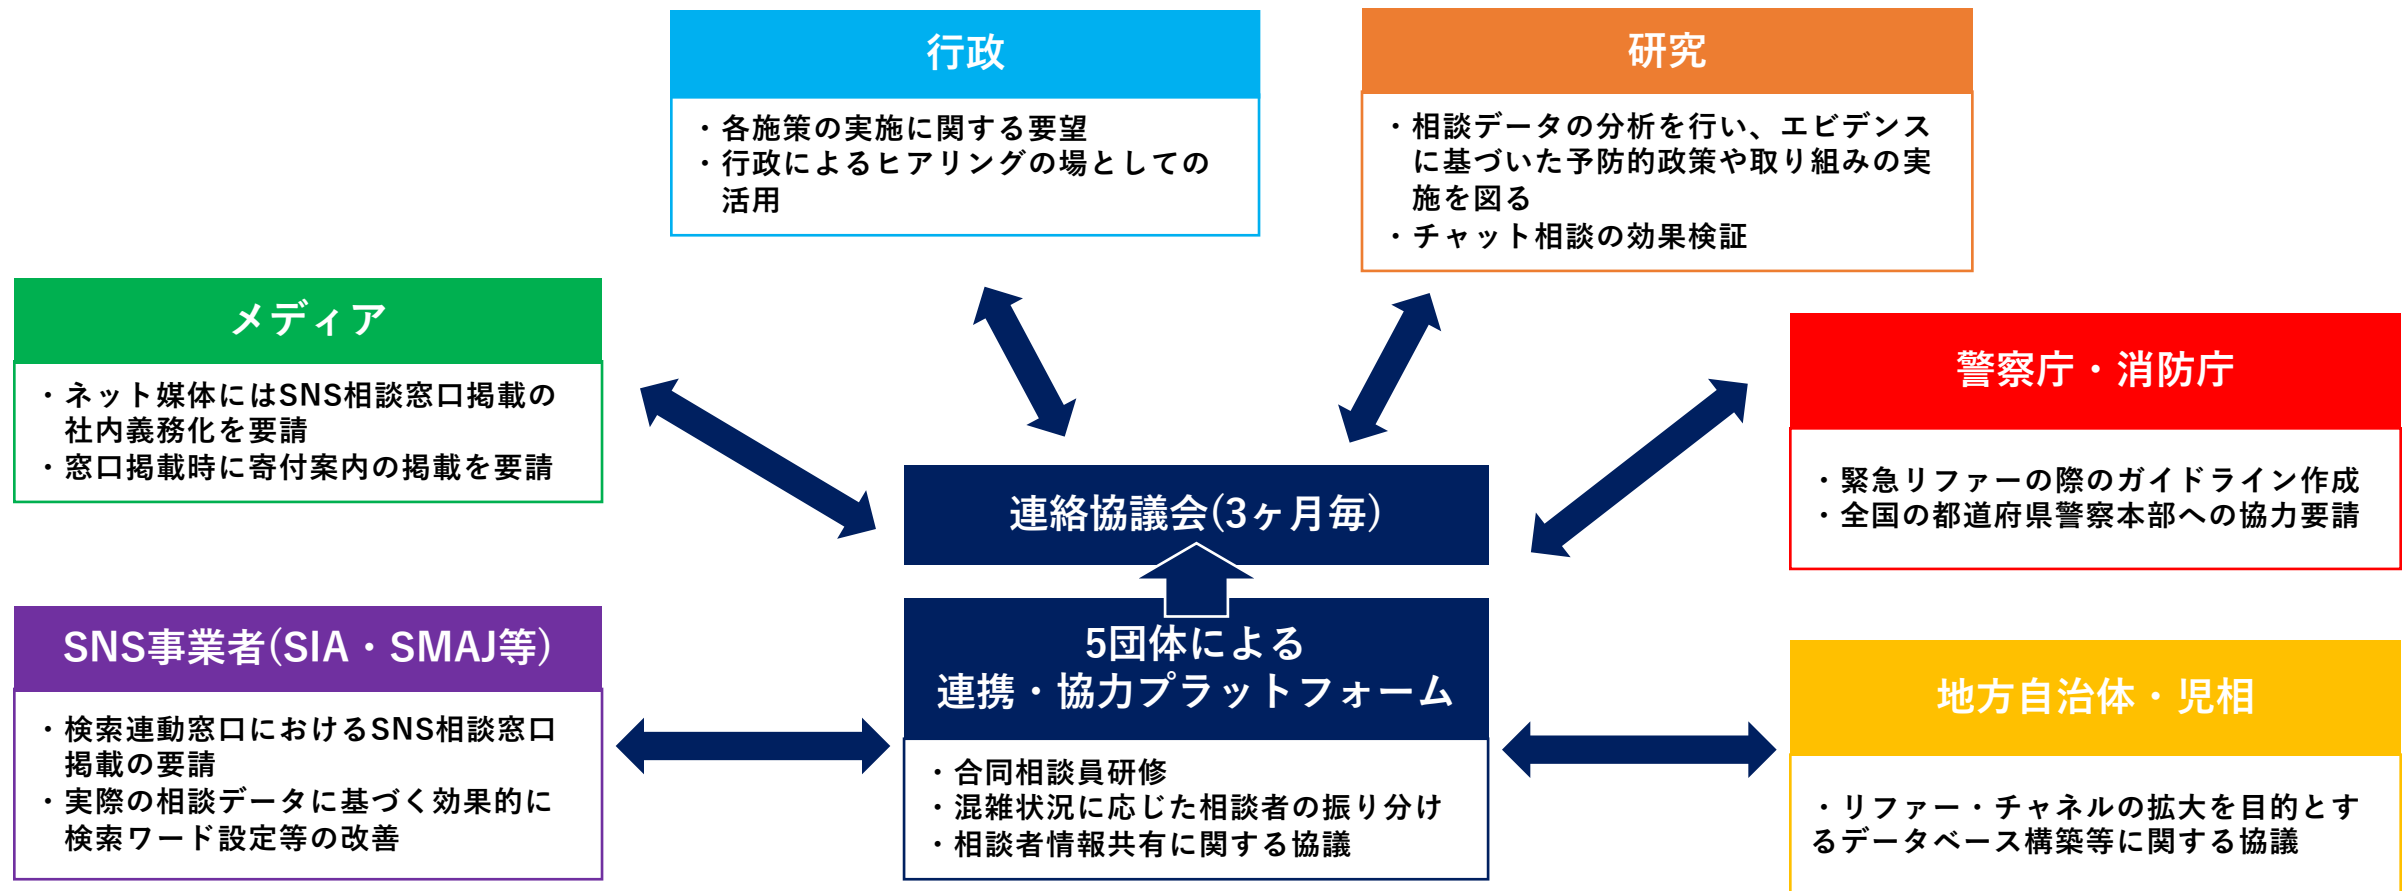 行政
・各施策の実施に関する要望
・行政によるヒアリングの場としての
活用
研究
・相談データの分析を行い、エビデンス
に基づいた予防的政策や取り組みの実
施を図る
・チャット相談の効果検証
メディア
・ネット媒体にはSNS相談窓口掲載の
社内義務化を要請
・窓口掲載時に寄付案内の掲載を要請
警察庁・消防庁
・緊急リファーの際のガイドライン作成
・全国の都道府県警察本部への協力要請
連絡協議会(3ヶ月毎)
SNS事業者(SIA・SMAJ等)
・検索連動窓口におけるSNS相談窓口
掲載の要請
・実際の相談データに基づく効果的に
検索ワード設定等の改善
5団体による
連携・協力プラットフォーム
・合同相談員研修
・混雑状況に応じた相談者の振り分け
・相談者情報共有に関する協議
地方自治体・児相
・リファー・チャネルの拡大を目的とす
るデータベース構築等に関する協議